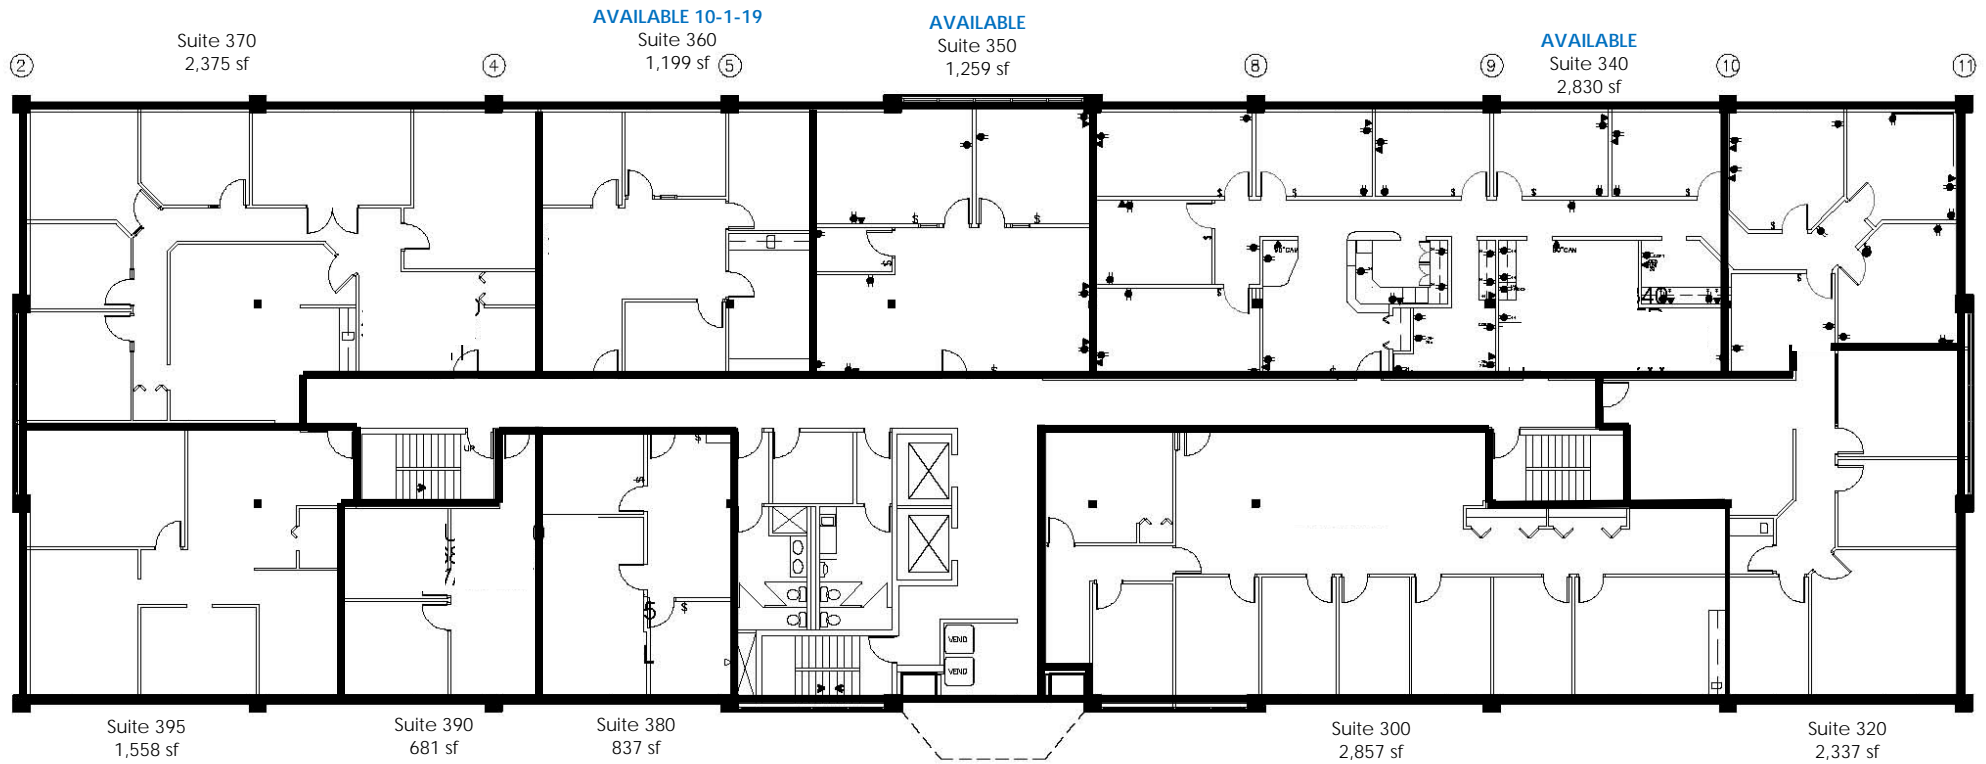 AVAILABLE 10-1-19
AVAILABLE
Suite 370
2,375 sf
Suite 360
1,199 sf
Suite 350
1,259 sf
AVAILABLE
Suite 340
2,830 sf
2
4
5
8
9
10
11
UP
VEND
VEND
Suite 395
1,558 sf
Suite 390
681 sf
Suite 380
837 sf
Suite 300
2,857 sf
Suite 320
2,337 sf